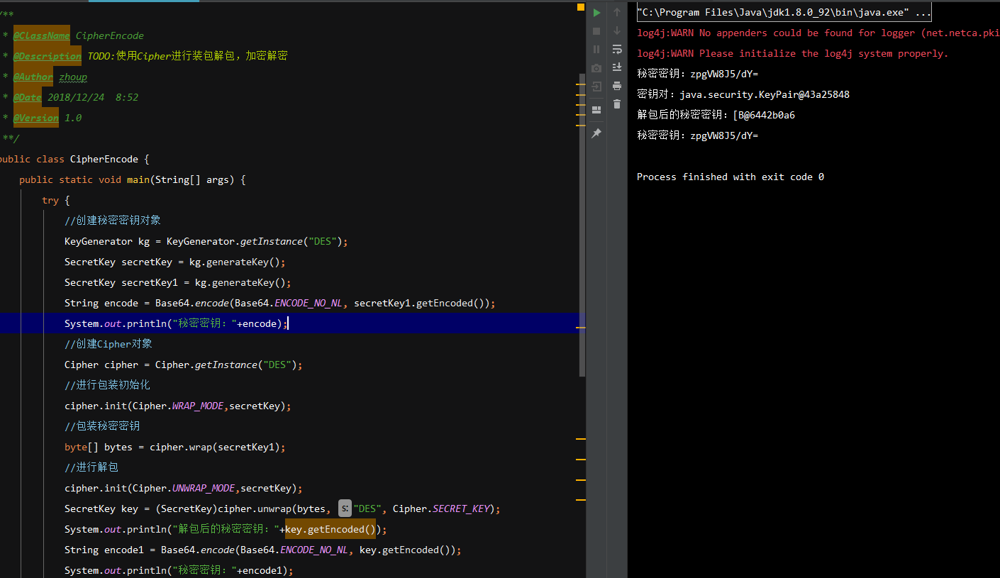 /**
* @ClassName CipherEncode
* @Description TODO:使用Cipher进行装包解包，加密解密
* @Author zhoup
* @Date 2018/12/24  8:52
* @Version 1.0
**/
public class CipherEncode {
public static void main(String[] args) {
try {
//创建秘密密钥对象
KeyGenerator kg = KeyGenerator.getInstance("DES");
SecretKey secretKey = kg.generateKey();
SecretKey secretKey1 = kg.generateKey();
String encode = Base64.encode(Base64.ENCODE_NO_NL, secretKey1.getEncoded());
System.out.println("秘密密钥："+encode);
//创建Cipher对象
Cipher cipher = Cipher.getInstance("DES");
//进行包装初始化
cipher.init(Cipher.WRAP_MODE,secretKey);
//包装秘密密钥
byte[] bytes = cipher.wrap(secretKey1);
//进行解包
cipher.init(Cipher.UNWRAP_MODE,secretKey);
SecretKey key = (SecretKey)cipher.unwrap(bytes, s: "DES", Cipher.SECRET_KEY);
System.out.println("解包后的秘密密钥："+key.getEncoded());
String encode1 = Base64.encode(Base64.ENCODE_NO_NL, key.getEncoded());
System.out.println("秘密密钥："+encode1);
"C:\Program Files\Java\jdk1.8.0_92\bin\java.exe" ...
log4j:WARN No appenders could be found for logger (net.netca.pki
log4j:WARN Please initialize the log4j system properly.
秘密密钥：zpgVW8J5/dY=
密钥对：java.security.KeyPair@43a25848
解包后的秘密密钥：[B@6442b0a6
秘密密钥：zpgVW8J5/dY=
Process finished with exit code 0